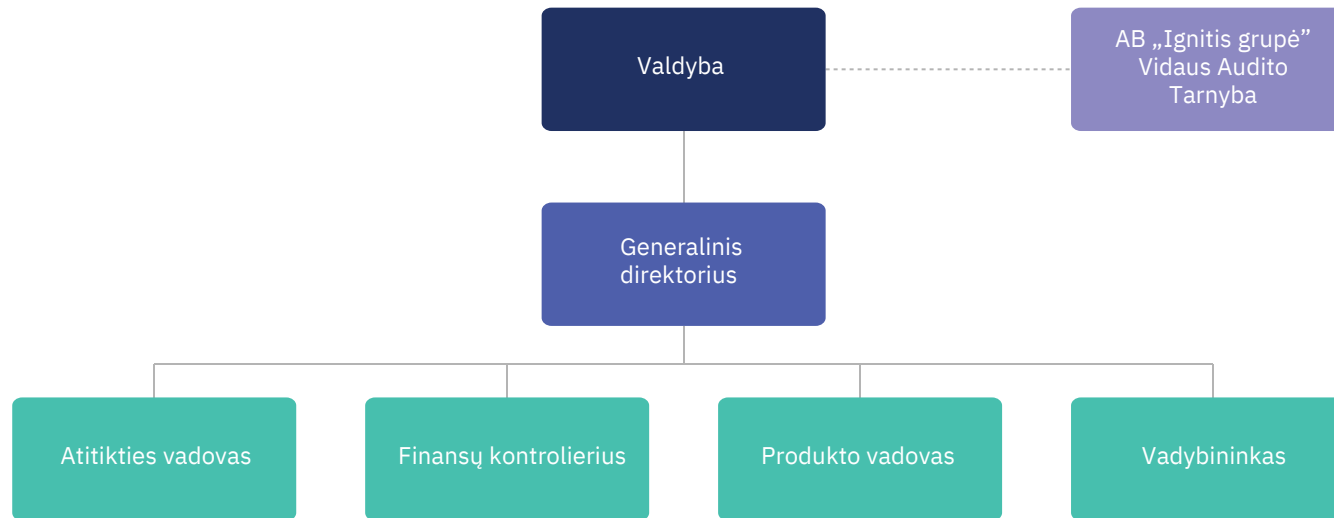 Valdyba
AB „Ignitis grupė”
Vidaus Audito
Tarnyba
Generalinis
direktorius
Atitikties vadovas
Finansų kontrolierius
Produkto vadovas
Vadybininkas